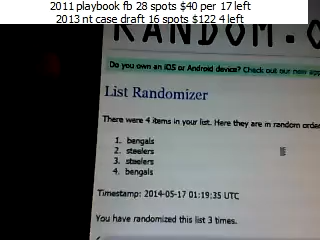 2011 playbook fb 28 spots $40 per 17 left
2013 nt case draft 16 spots $122 4 left
RANDOM.O
Do you own an iOS or Android device? Check out our new app
List Randomizer
There were 4 items in your list. Here they are in random order
1. bengals
2. steelers
3. steelers
4. bengals
Timestamp: 2014-05-17 01:19:35 UTC
You have randomized this list 3 times.